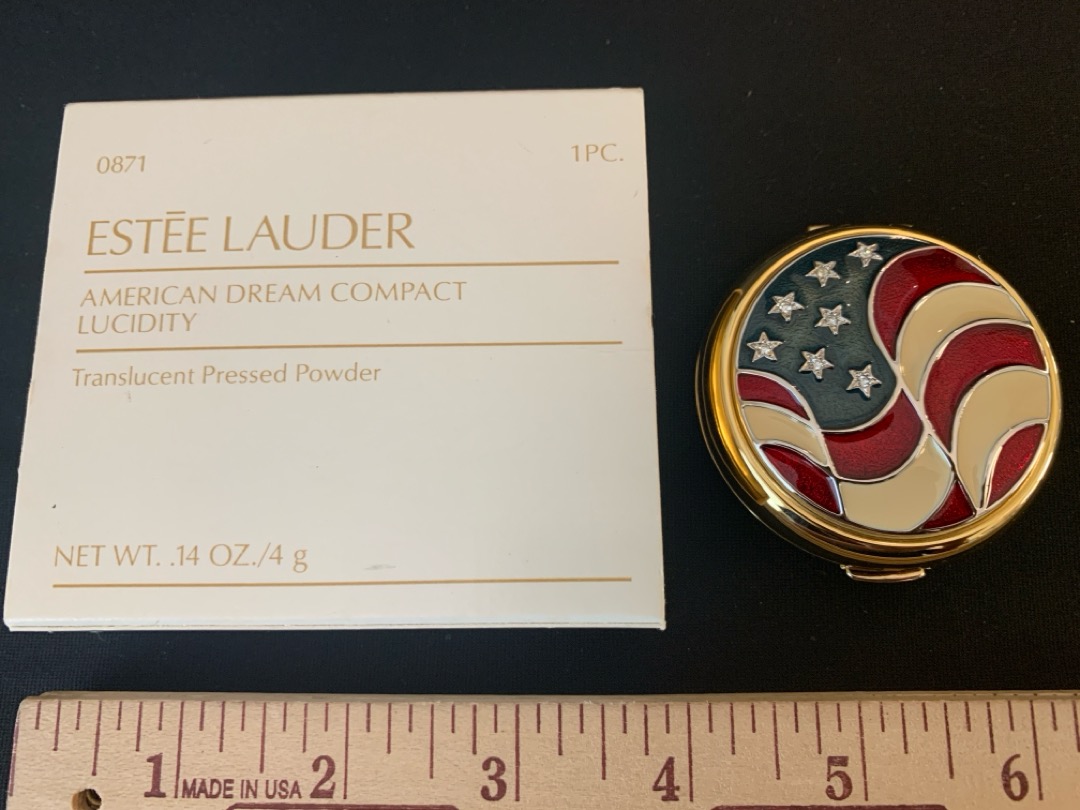 0871 1PC.
ESTĒE LAUDER
AMERICAN DREAM COMPACT
LUCIDITY
Translucent Pressed Powder
NET WT. .14 OZ./4 g
1 MADE IN USA 2 3 4 5 6